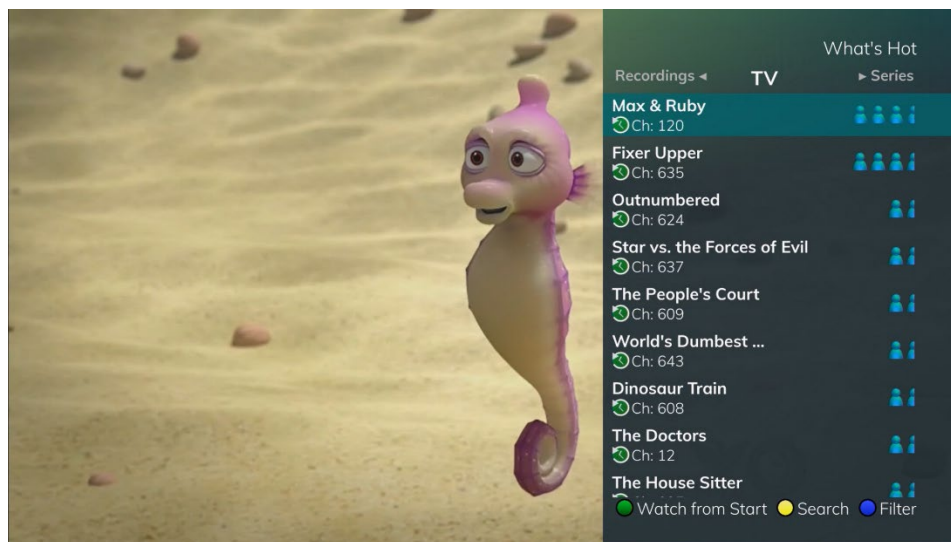 What's Hot
Recordings ◂ TV ▸ Series
Max & Ruby
Ch: 120
Fixer Upper
Ch: 635
Outnumbered
Ch: 624
Star vs. the Forces of Evil
Ch: 637
The People's Court
Ch: 609
World's Dumbest ...
Ch: 643
Dinosaur Train
Ch: 608
The Doctors
Ch: 12
The House Sitter
Watch from Start Search Filter